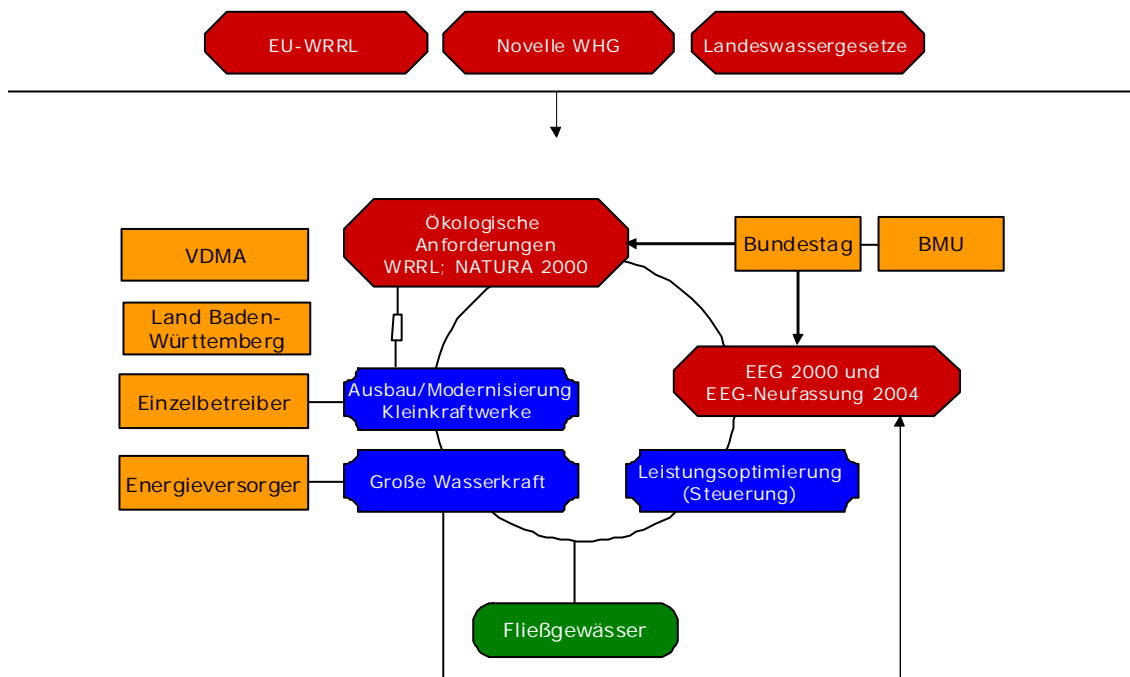 EU-WRRL
Novelle WHG
Landeswassergesetze
Ökologische
Anforderungen
WRRL; NATURA 2000
VDMA
Bundestag
BMU
Land Baden-
Württemberg
EEG 2000 und
EEG-Neufassung 2004
Einzelbetreiber
Ausbau/Modernisierung
Kleinkraftwerke
Energieversorger
Große Wasserkraft
Leistungsoptimierung
(Steuerung)
Fließgewässer